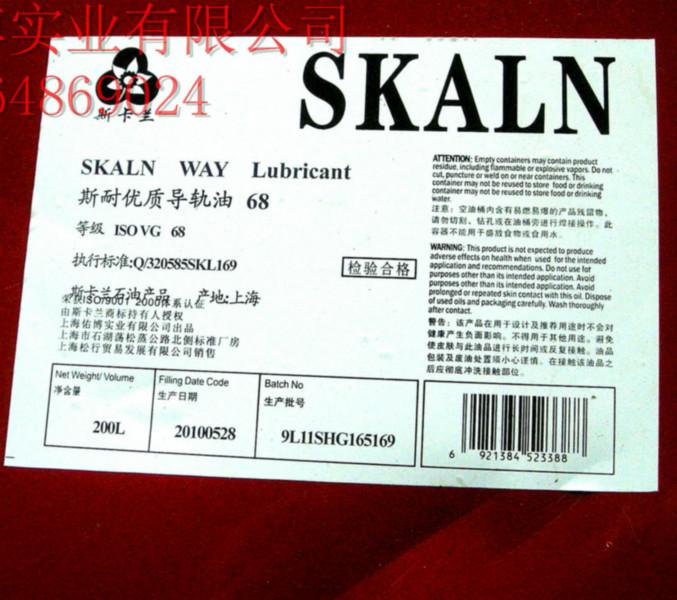 实业有限公司
64869024
斯卡兰
SKALN
SKALN WAY Lubricant
斯耐优质导轨油 68
等级 ISO VG 68
执行标准:Q/320585SKL169
检验合格
斯卡兰石油产品 产地:上海
荣获ISO9001 2000体系认证
由斯卡兰商标持有人授权
上海佑博实业有限公司出品
上海市石湖荡松蒸公路北侧标准厂房
上海松行贸易发展有限公司销售
ATTENTION: Empty containers may contain product
residue, including flammable or explosive vapors. Do not
cut, puncture or weld on or near containers. This
container may not be reused to store food or drinking
container may not be reused to store food or drinking
water.
注意：空油桶内含有易燃易爆的产品残留物，
请勿切割、钻孔或在油桶旁进行焊接操作。此
容器不能用于盛放食物或食用水。
WARNING: This product is not expected to produce
adverse effects on health when used for the intended
application and recommendations. Do not use for
purposes other than its intended application. Avoid
purposes other than its intended application. Avoid
prolonged or repeated skin contact with this oil. Dispose
of used oils and packaging carefully. Wash thoroughly
after contact.
警告：该产品在用于设计及推荐用途时不会对
健康产生负面影响。不得用于其他用途。避免
使皮肤与此油品进行长时间或反复接触。油品
包装及废油处置须小心谨慎。在接触该油品之
后应彻底冲洗接触部位。
Net Weight/ Volume
净含量
200L
Filling Date Code
生产日期
20100528
Batch No
生产批号
9L11SHG165169
6 921384 523388